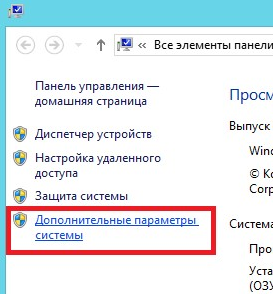 « Все элементы панели
Панель управления —
домашняя страница
Диспетчер устройств
Настройка удаленного
доступа
Защита системы
Дополнительные параметры
системы
Просм
Выпуск
Wind
© Ко
Corp
Система
Про
Уста
(ОЗУ